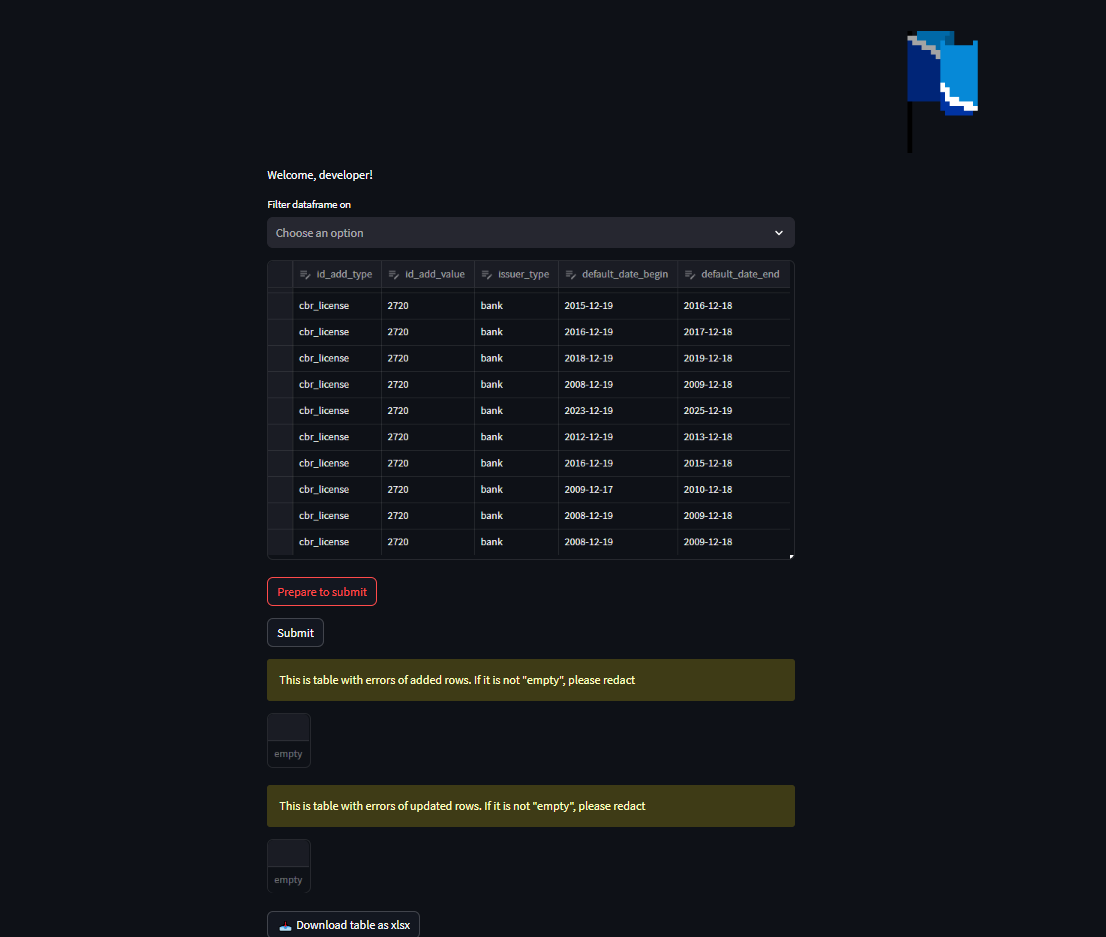 Welcome, developer!
Filter dataframe on
Choose an option
id_add_type id_add_value issuer_type default_date_begin default_date_end
cbr_license 2720 bank 2015-12-19 2016-12-18
cbr_license 2720 bank 2016-12-19 2017-12-18
cbr_license 2720 bank 2018-12-19 2019-12-18
cbr_license 2720 bank 2008-12-19 2009-12-18
cbr_license 2720 bank 2023-12-19 2025-12-19
cbr_license 2720 bank 2012-12-19 2013-12-18
cbr_license 2720 bank 2016-12-19 2015-12-18
cbr_license 2720 bank 2009-12-17 2010-12-18
cbr_license 2720 bank 2008-12-19 2009-12-18
cbr_license 2720 bank 2008-12-19 2009-12-18
Prepare to submit
Submit
This is table with errors of added rows. If it is not "empty", please redact
empty
This is table with errors of updated rows. If it is not "empty", please redact
empty
Download table as xlsx